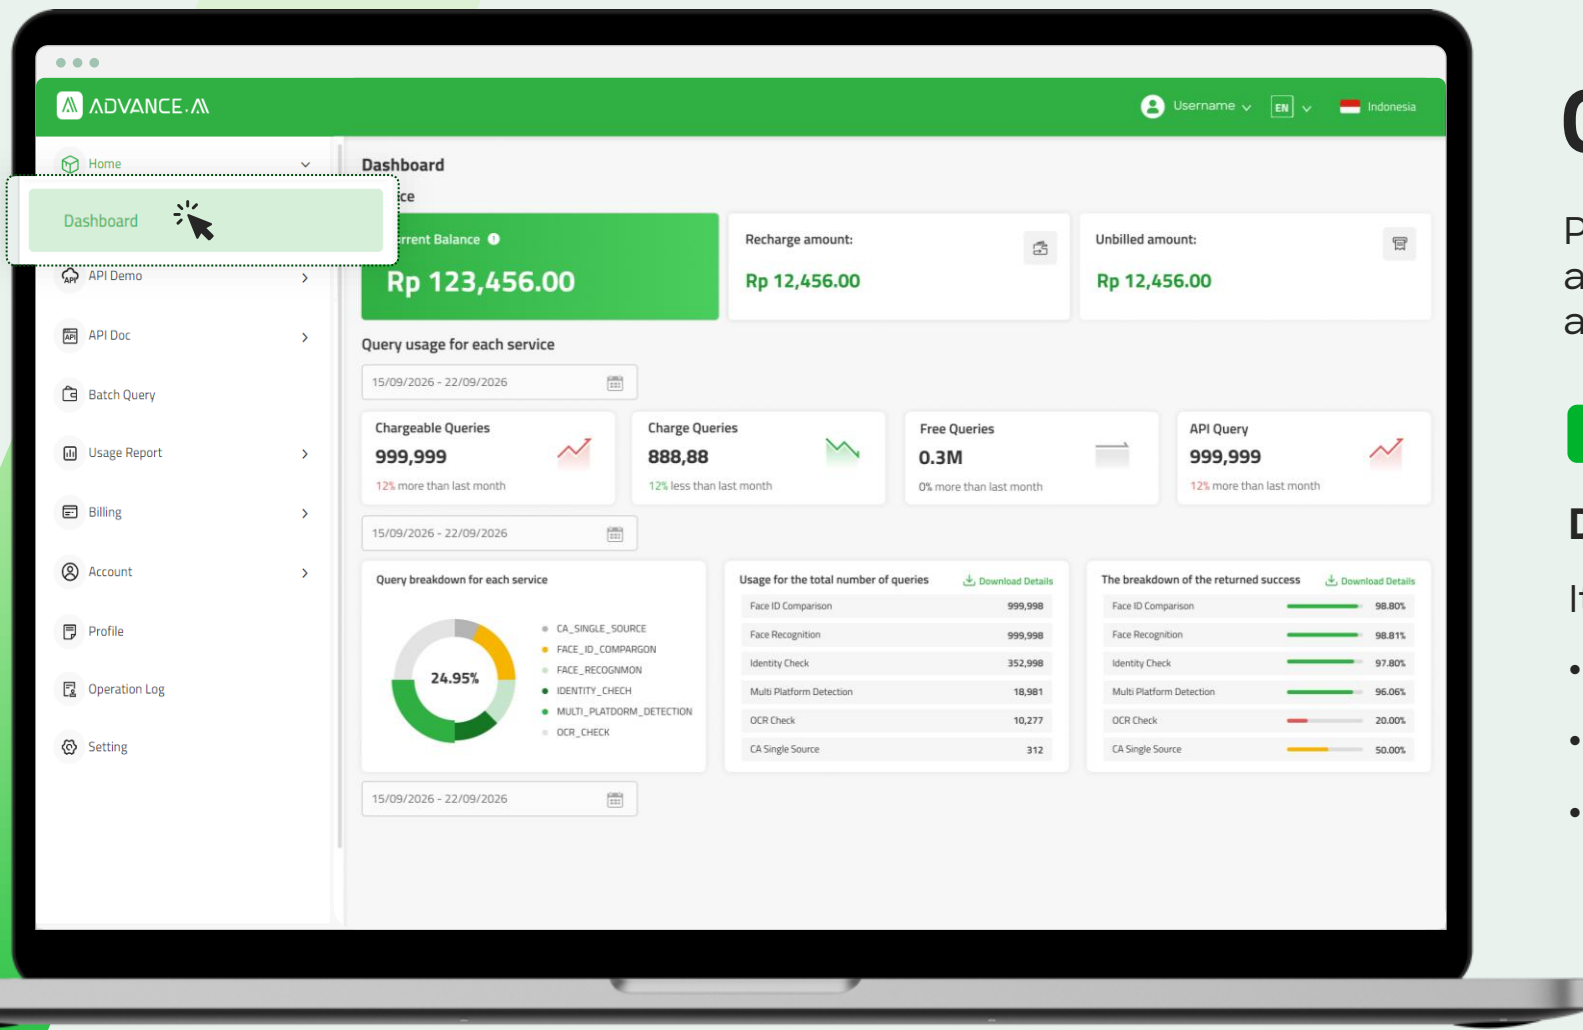 ADVANCE.AI
Username
EN
Indonesia
Home
Dashboard
API Demo
API Doc
Batch Query
Usage Report
Billing
Account
Profile
Operation Log
Setting
Dashboard
Rp 123,456.00
Recharge amount:
Rp 12,456.00
Unbilled amount:
Rp 12,456.00
Query usage for each service
15/09/2026 - 22/09/2026
Chargeable Queries
999,999
12% more than last month
Charge Queries
888,88
12% less than last month
Free Queries
0.3M
0% more than last month
API Query
999,999
12% more than last month
15/09/2026 - 22/09/2026
Query breakdown for each service
24.95%
CA_SINGLE_SOURCE
FACE_ID_COMPARGON
FACE_RECOGNMON
IDENTITY_CHECH
MULTI_PLATDORM_DETECTION
OCR_CHECK
Usage for the total number of queries
Download Details
Face ID Comparison 999,998
Face Recognition 999,998
Identity Check 352,998
Multi Platform Detection 18,981
OCR Check 10,277
CA Single Source 312
The breakdown of the returned success
Download Details
Face ID Comparison 98.80%
Face Recognition 98.81%
Identity Check 97.80%
Multi Platform Detection 96.06%
OCR Check 20.00%
CA Single Source 50.00%
15/09/2026 - 22/09/2026